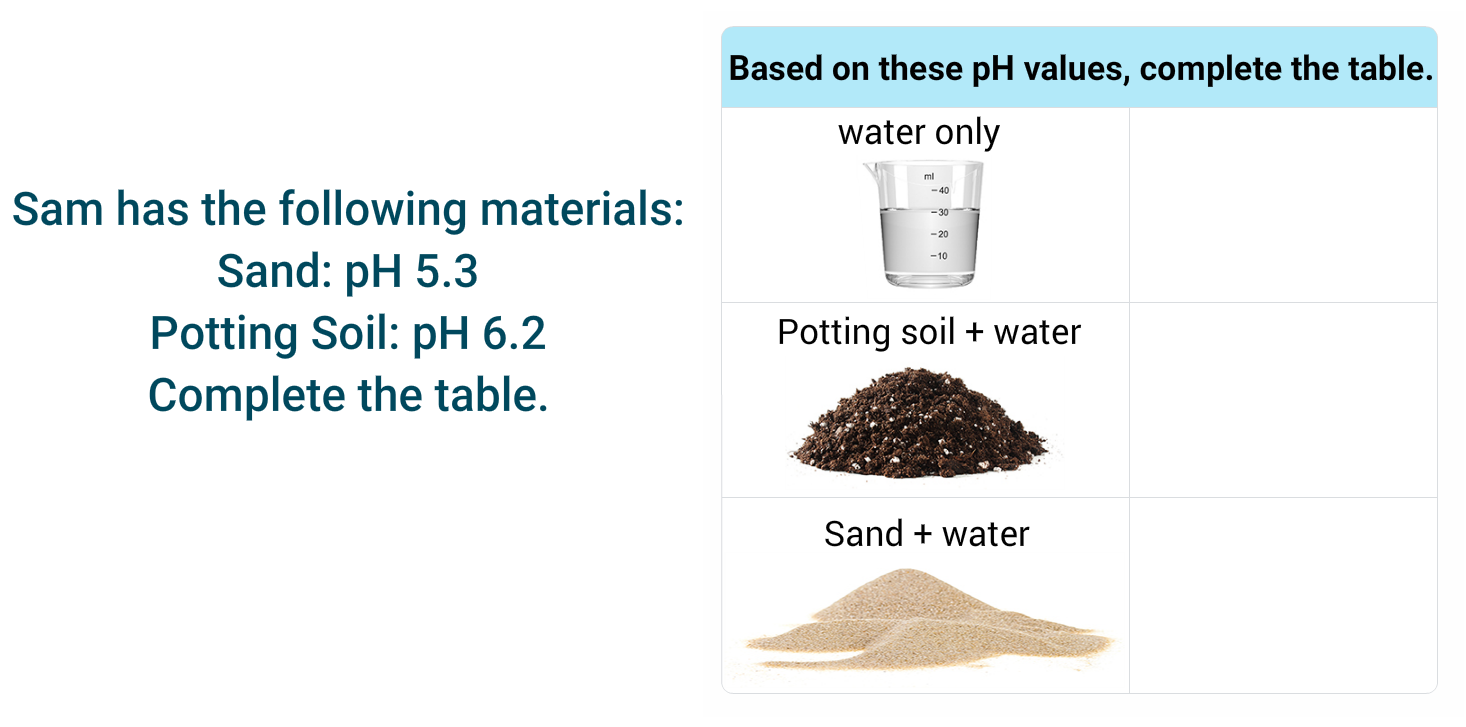 Sam has the following materials:
Sand: pH 5.3
Potting Soil: pH 6.2
Complete the table.
Based on these pH values, complete the table.
water only
ml
40
30
20
10
Potting soil + water
Sand + water